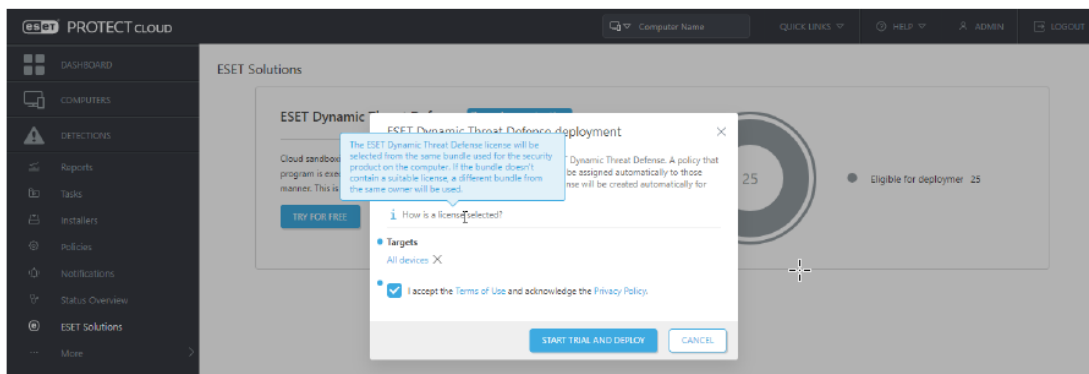 eset PROTECT CLOUD
Computer Name
QUICK LINKS
HELP
ADMIN
LOGOUT
DASHBOARD
COMPUTERS
DETECTIONS
Reports
Tasks
Installers
Policies
Notifications
Status Overview
ESET Solutions
More
ESET Solutions
ESET Dynamic
Cloud sandbox
program is exe
manner. This is
TRY FOR FREE
ESET Dynamic Threat Defence deployment
The ESET Dynamic Threat Defense license will be
selected from the same bundle used for the security
product on the computer. If the bundle doesn't
contain a suitable license, a different bundle from
the same owner will be used.
Dynamic Threat Defense. A policy that
be assigned automatically to those
nse will be created automatically for
How is a license selected?
Targets
All devices
I accept the Terms of Use and acknowledge the Privacy Policy.
START TRIAL AND DEPLOY
CANCEL
25
Eligible for deploymer 25